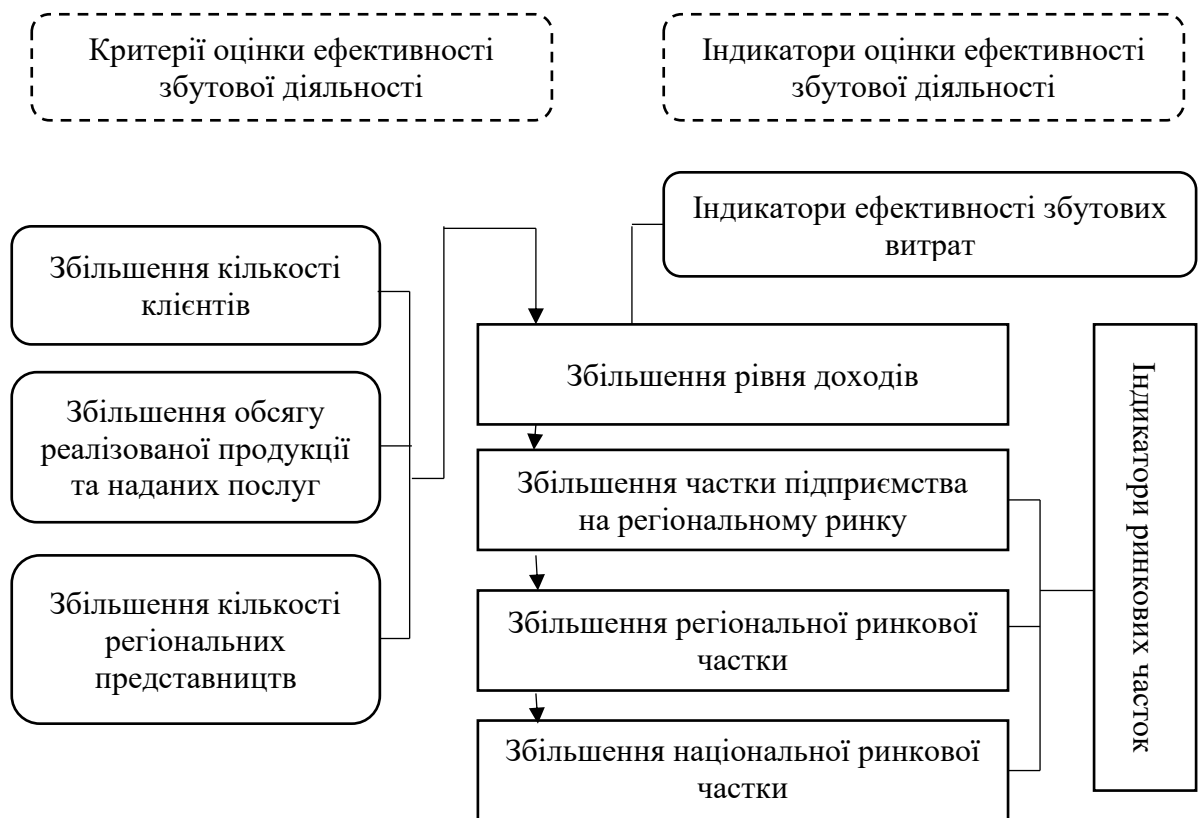 Критерії оцінки ефективності
збутової діяльності
Індикатори оцінки ефективності
збутової діяльності
Індикатори ефективності збутових
витрат
Збільшення кількості
клієнтів
Збільшення обсягу
реалізованої продукції
та наданих послуг
Збільшення кількості
регіональних
представництв
Збільшення рівня доходів
Збільшення частки підприємства
на регіональному ринку
Збільшення регіональної ринкової
частки
Збільшення національної ринкової
частки
Індикатори ринкових часток